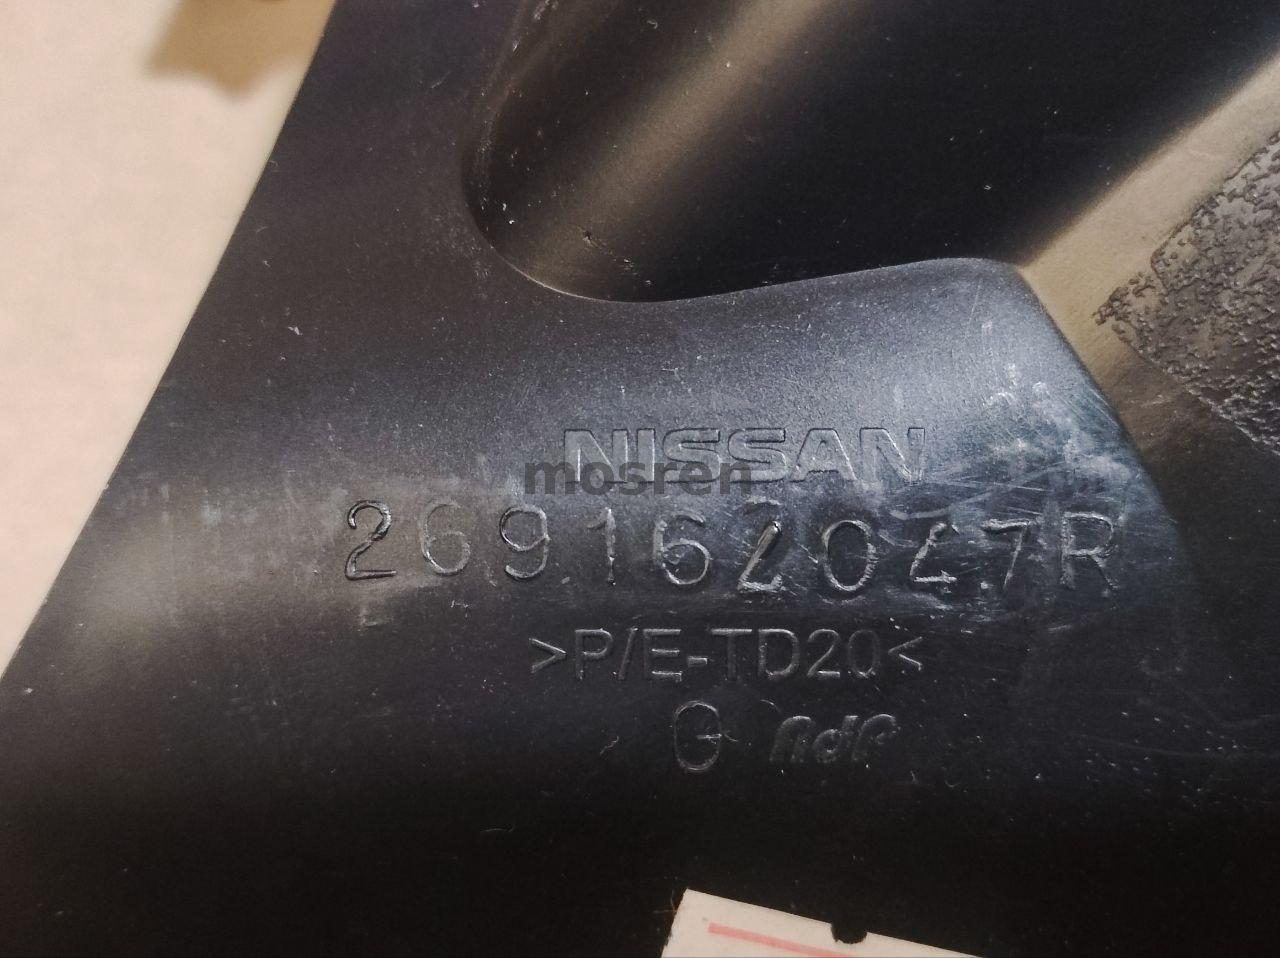 NISSAN
mosren
269162047R
>P/E-TD20<